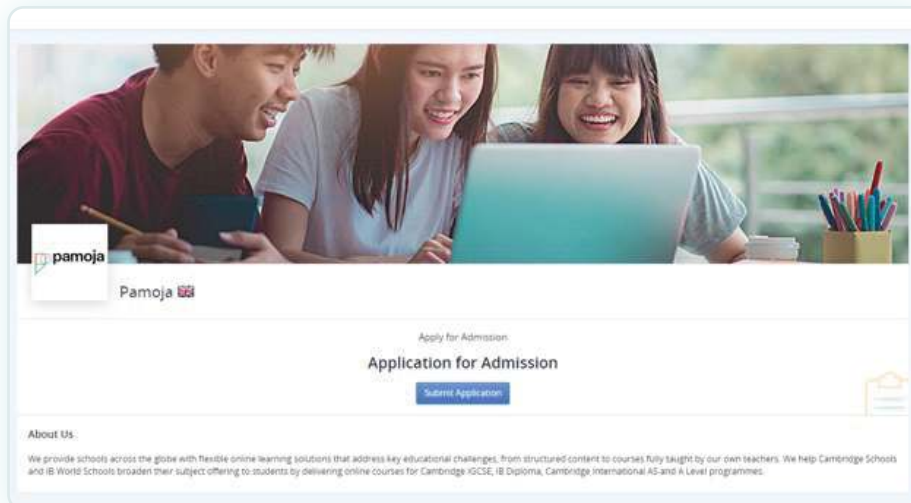 pamoja
Pamoja
Apply for Admission
Application for Admission
Submit Application
About Us
We provide schools across the globe with flexible online learning solutions that address key educational challenges, from structured content to courses fully taught by our own teachers. We help Cambridge Schools
and IB World Schools broaden their subject offering to students by delivering online courses for Cambridge IGCSE, IB Diploma, Cambridge International AS and A Level programmes.